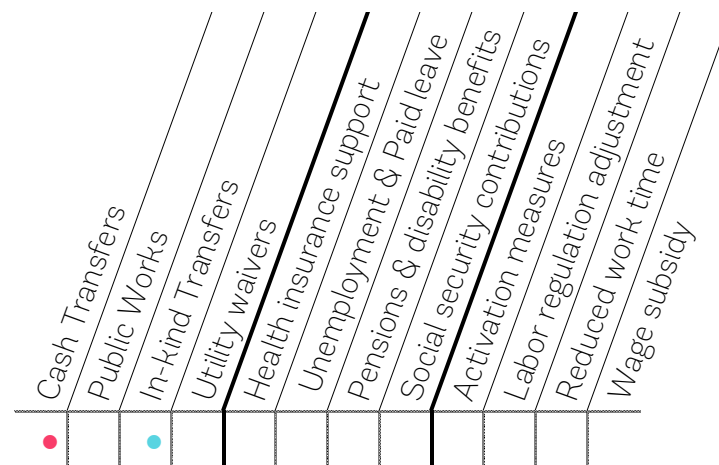 Cash Transfers
Public Works
In-kind Transfers
Utility waivers
Health insurance support
Unemployment & Paid leave
Pensions & disability benefits
Social security contributions
Activation measures
Labor regulation adjustment
Reduced work time
Wage subsidy